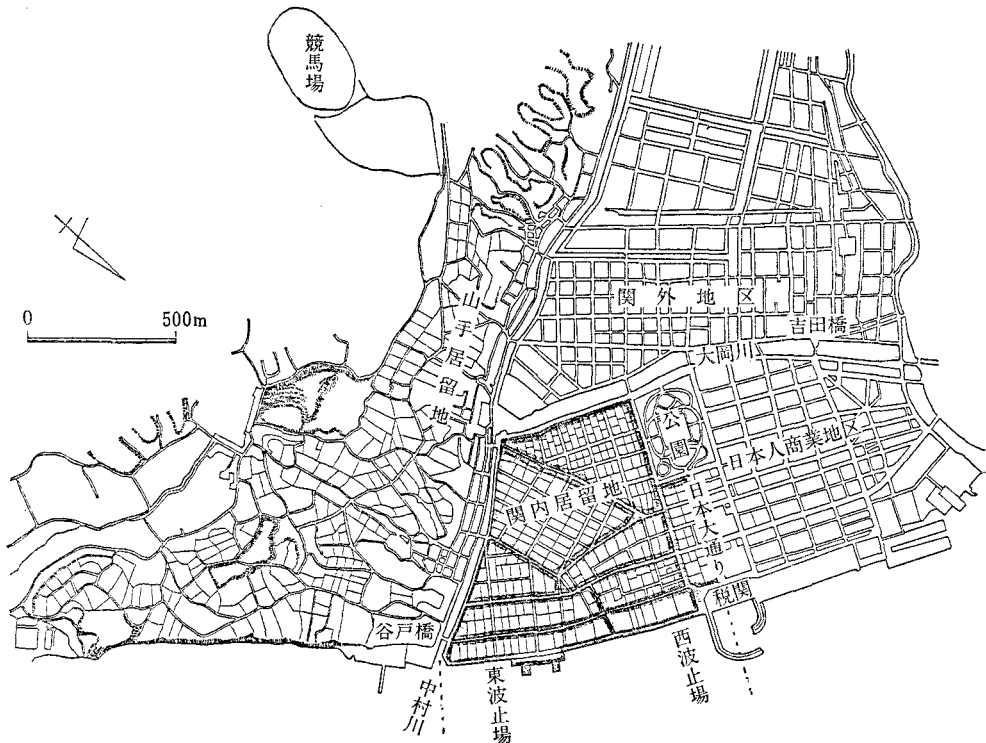 競馬場
0 500m
山手居留地
関外地区
吉田橋
大岡川
公園
日本人商業地区
関内居留地
日本大通り
税関
谷戸橋
西波止場
東波止場
中村川